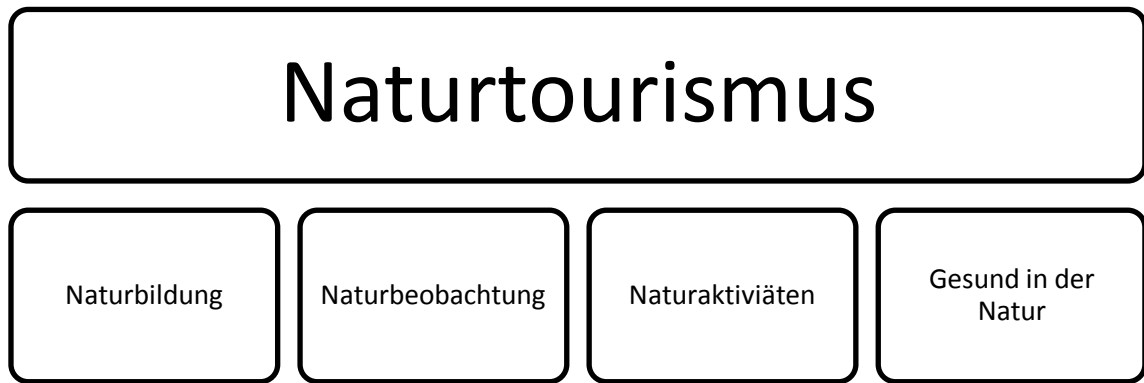 Naturtourismus
Naturbildung
Naturbeobachtung
Naturaktiviäten
Gesund in der
Natur